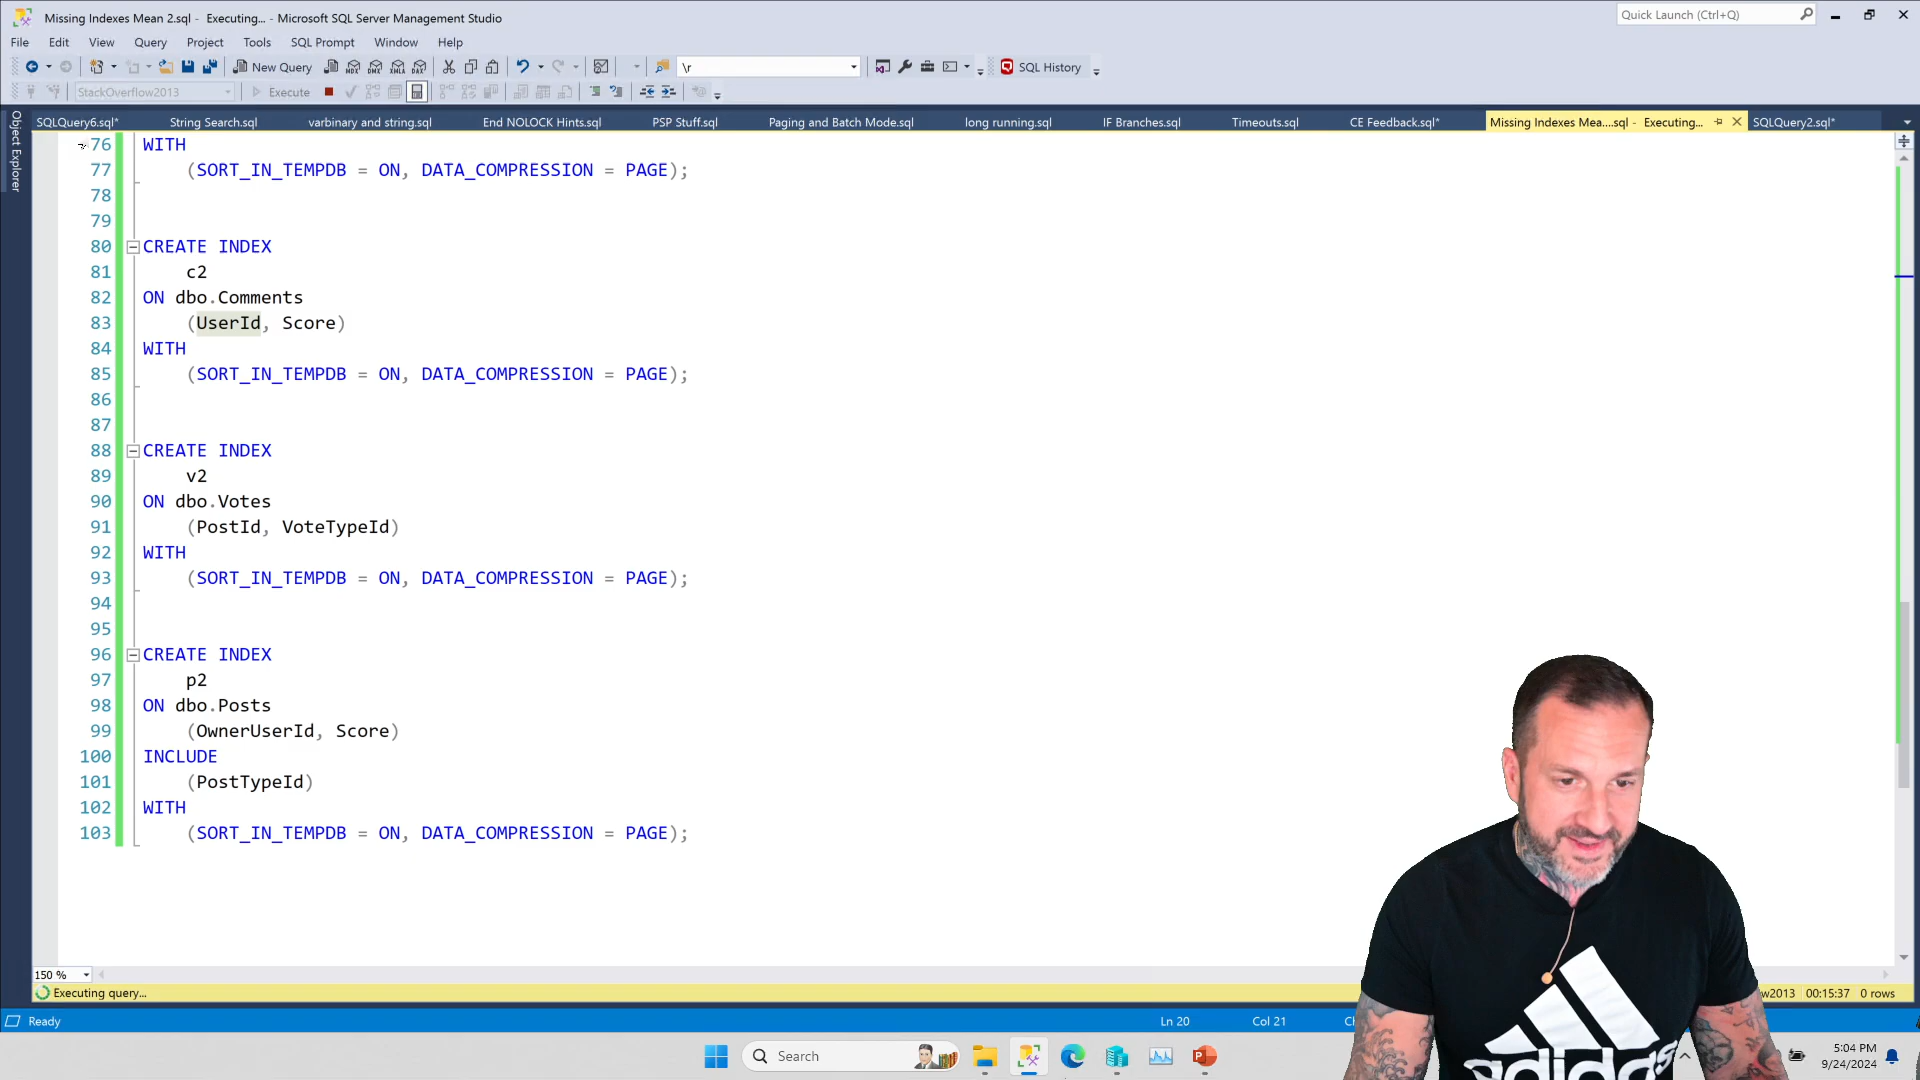 Missing Indexes Mean 2.sql - Executing... - Microsoft SQL Server Management Studio
Quick Launch (Ctrl+Q)
File Edit View Query Project Tools SQL Prompt Window Help
New Query
MDX DMX XMLA DAX
\r
SQL History
StackOverflow2013
Execute
SQLQuery6.sql* String Search.sql varbinary and string.sql End NOLOCK Hints.sql PSP Stuff.sql Paging and Batch Mode.sql long running.sql IF Branches.sql Timeouts.sql CE Feedback.sql* Missing Indexes Mea....sql - Executing... SQLQuery2.sql*
Object Explorer
76 WITH
77 (SORT_IN_TEMPDB = ON, DATA_COMPRESSION = PAGE);
78
79
80 CREATE INDEX
81 c2
82 ON dbo.Comments
83 (UserId, Score)
84 WITH
85 (SORT_IN_TEMPDB = ON, DATA_COMPRESSION = PAGE);
86
87
88 CREATE INDEX
89 v2
90 ON dbo.Votes
91 (PostId, VoteTypeId)
92 WITH
93 (SORT_IN_TEMPDB = ON, DATA_COMPRESSION = PAGE);
94
95
96 CREATE INDEX
97 p2
98 ON dbo.Posts
99 (OwnerUserId, Score)
100 INCLUDE
101 (PostTypeId)
102 WITH
103 (SORT_IN_TEMPDB = ON, DATA_COMPRESSION = PAGE);
150 %
Executing query...
w2013 00:15:37 0 rows
Ready
Ln 20 Col 21
Search
5:04 PM
9/24/2024
adidas